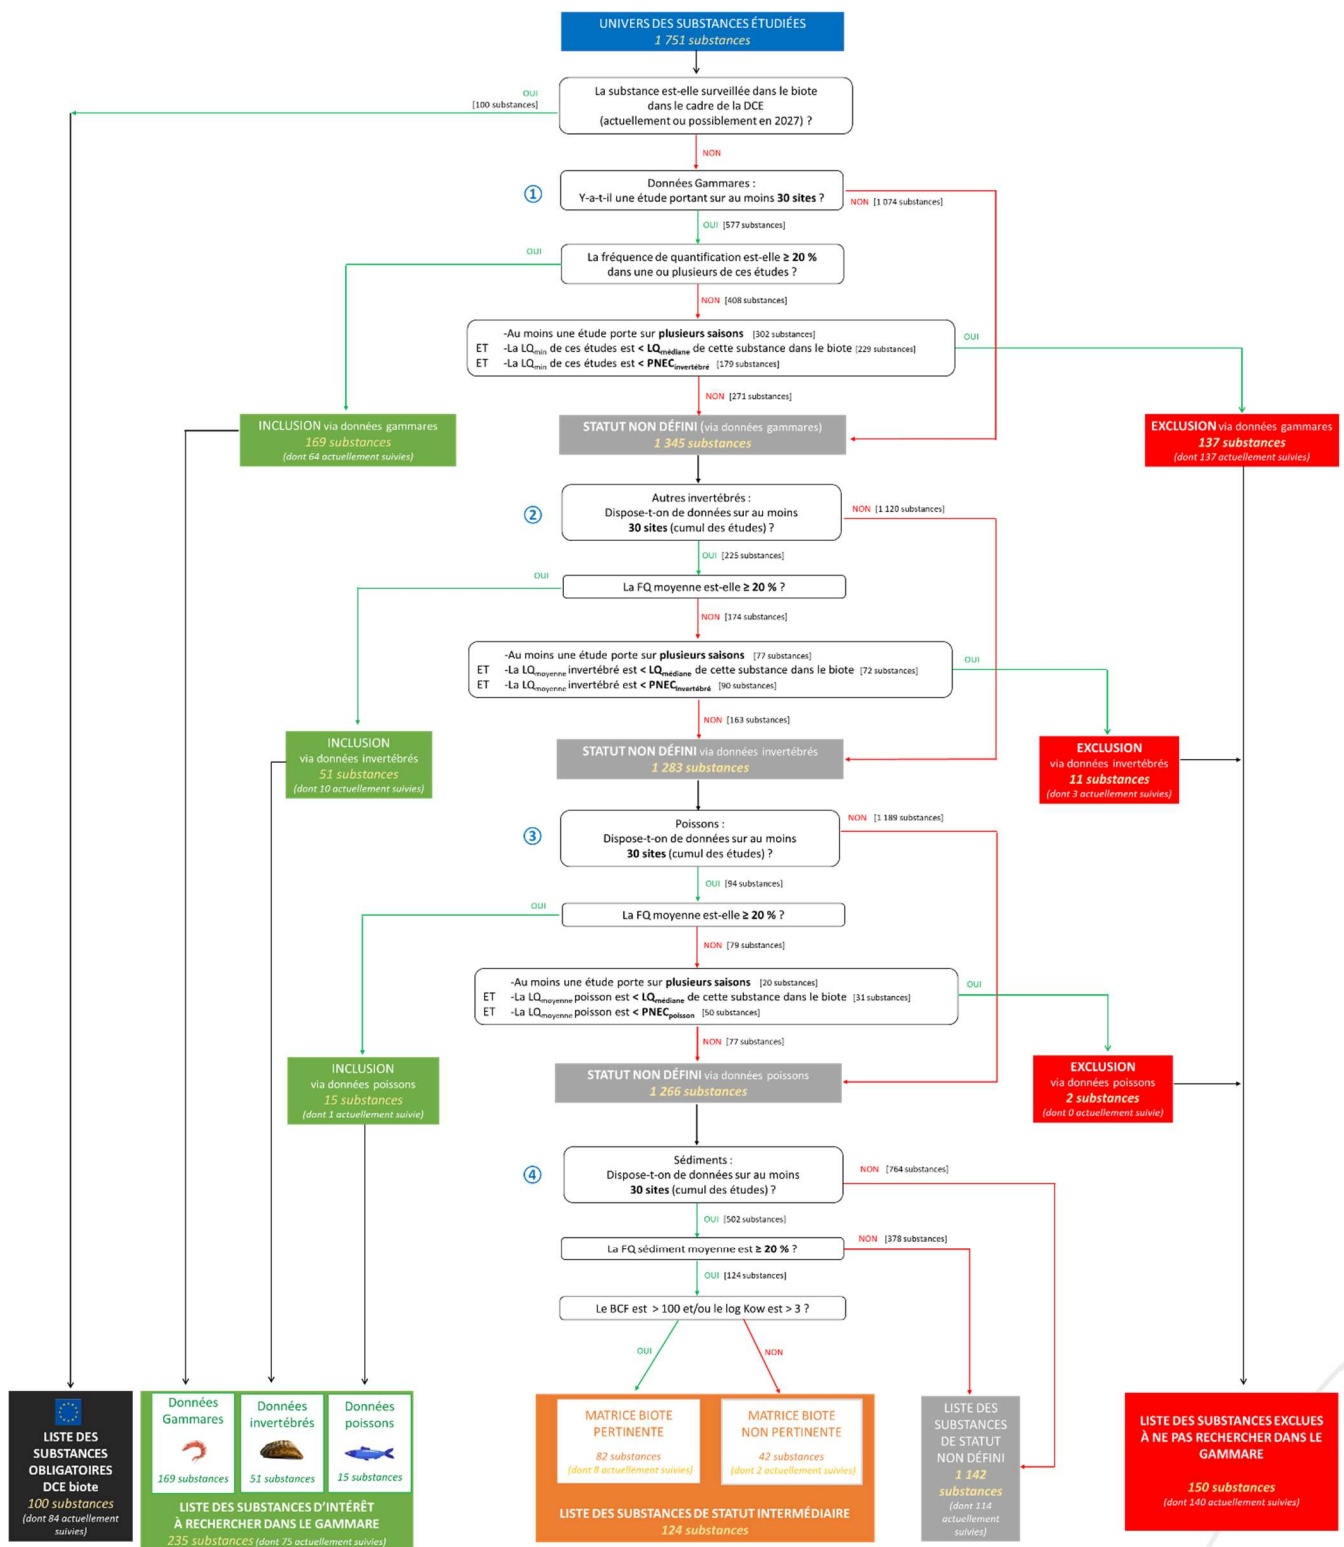 UNIVERS DES SUBSTANCES ÉTUDIÉES
1 751 substances
La substance est-elle surveillée dans le biote
dans le cadre de la DCE
(actuellement ou possiblement en 2027) ?
OUI
[100 substances]
NON
①
Données Gammares :
Y-a-t-il une étude portant sur au moins 30 sites ?
NON [1 074 substances]
OUI [577 substances]
La fréquence de quantification est-elle ≥ 20 %
dans une ou plusieurs de ces études ?
OUI
NON [408 substances]
-Au moins une étude porte sur plusieurs saisons [302 substances]
ET -La LQmin de ces études est < LQmédiane de cette substance dans le biote [229 substances]
ET -La LQmin de ces études est < PNECinvertébré [179 substances]
OUI
NON [271 substances]
INCLUSION via données gammares
169 substances
(dont 64 actuellement suivies)
STATUT NON DÉFINI (via données gammares)
1 345 substances
EXCLUSION via données gammares
137 substances
(dont 137 actuellement suivies)
②
Autres invertébrés :
Dispose-t-on de données sur au moins
30 sites (cumul des études) ?
NON [1 120 substances]
OUI [225 substances]
La FQ moyenne est-elle ≥ 20 % ?
OUI
NON [174 substances]
-Au moins une étude porte sur plusieurs saisons [77 substances]
ET -La LQmoyenne invertébré est < LQmédiane de cette substance dans le biote [72 substances]
ET -La LQmoyenne invertébré est < PNECinvertébré [90 substances]
OUI
NON [163 substances]
INCLUSION
via données invertébrés
51 substances
(dont 10 actuellement suivies)
STATUT NON DÉFINI via données invertébrés
1 283 substances
EXCLUSION
via données invertébrés
11 substances
(dont 3 actuellement suivies)
③
Poissons :
Dispose-t-on de données sur au moins
30 sites (cumul des études) ?
NON [1 189 substances]
OUI [94 substances]
La FQ moyenne est-elle ≥ 20 % ?
OUI
NON [79 substances]
-Au moins une étude porte sur plusieurs saisons [20 substances]
ET -La LQmoyenne poisson est < LQmédiane de cette substance dans le biote [31 substances]
ET -La LQmoyenne poisson est < PNECpoisson [50 substances]
OUI
NON [77 substances]
INCLUSION
via données poissons
15 substances
(dont 1 actuellement suivie)
STATUT NON DÉFINI via données poissons
1 266 substances
EXCLUSION
via données poissons
2 substances
(dont 0 actuellement suivie)
④
Sédiments :
Dispose-t-on de données sur au moins
30 sites (cumul des études) ?
NON [764 substances]
OUI [502 substances]
La FQ sédiment moyenne est ≥ 20 % ?
NON [378 substances]
OUI [124 substances]
Le BCF est > 100 et/ou le log Kow est > 3 ?
OUI
NON
LISTE DES
SUBSTANCES
OBLIGATOIRES
DCE biote
100 substances
(dont 84 actuellement
suivies)
Données
Gammares
169 substances
Données
invertébrés
51 substances
Données
poissons
15 substances
LISTE DES SUBSTANCES D'INTÉRÊT
À RECHERCHER DANS LE GAMMARE
235 substances (dont 75 actuellement suivies)
MATRICE BIOTE
PERTINENTE
82 substances
(dont 8 actuellement suivies)
MATRICE BIOTE
NON PERTINENTE
42 substances
(dont 2 actuellement suivies)
LISTE DES SUBSTANCES DE STATUT INTERMÉDIAIRE
124 substances
LISTE DES
SUBSTANCES
DE STATUT
NON DÉFINI
1 142
substances
(dont 114
actuellement
suivies)
LISTE DES SUBSTANCES EXCLUES
À NE PAS RECHERCHER DANS LE
GAMMARE
150 substances
(dont 140 actuellement suivies)